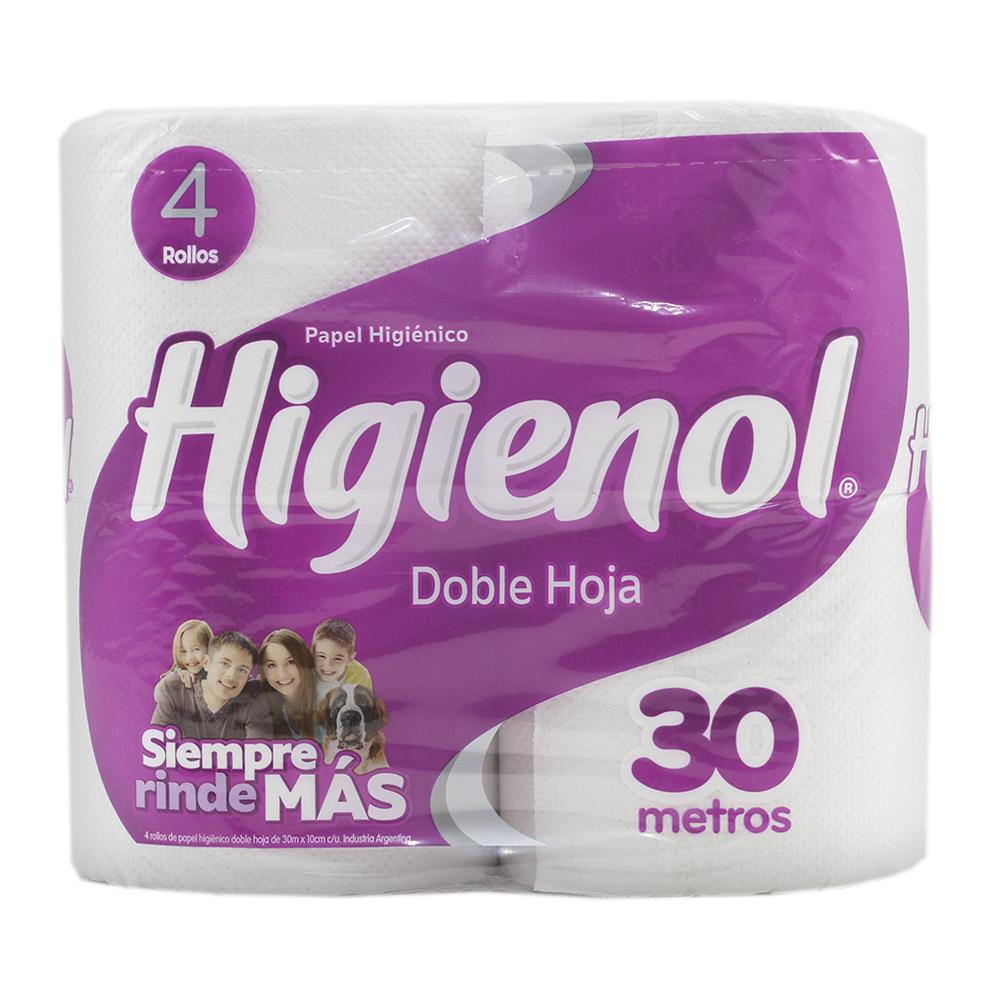 4
Rollos
Papel Higiénico
Higienol®
Doble Hoja
Siempre
rinde MÁS
4 rollos de papel higiénico doble hoja de 30m x 10cm c/u. Industria Argentina
30
metros